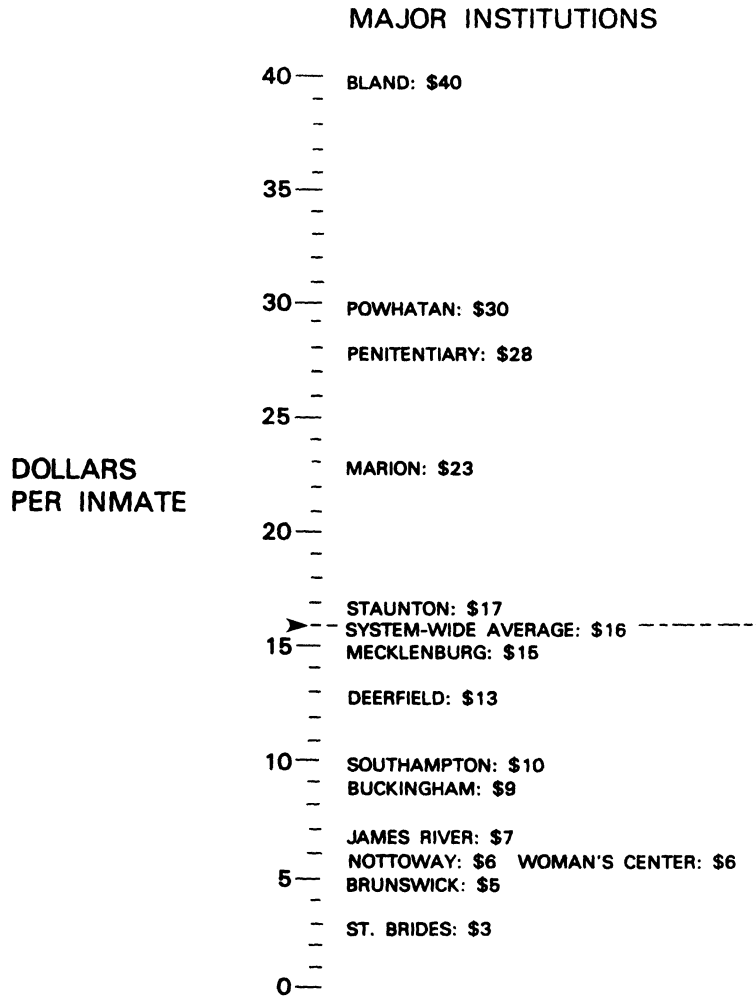 MAJOR INSTITUTIONS
40
BLAND: $40
35
30
POWHATAN: $30
PENITENTIARY: $28
25
DOLLARS
PER INMATE
MARION: $23
20
STAUNTON: $17
SYSTEM-WIDE AVERAGE: $16
15
MECKLENBURG: $15
DEERFIELD: $13
10
SOUTHAMPTON: $10
BUCKINGHAM: $9
JAMES RIVER: $7
NOTTOWAY: $6 WOMAN'S CENTER: $6
5
BRUNSWICK: $5
ST. BRIDES: $3
0